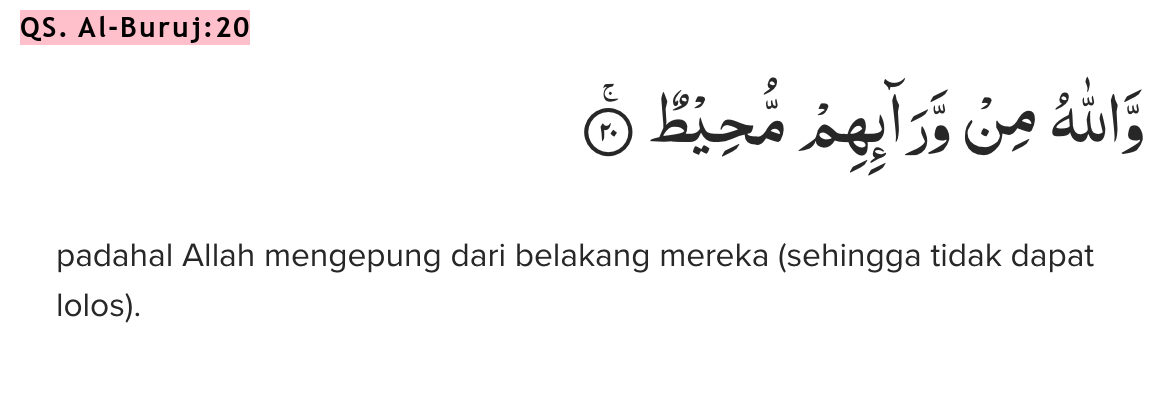 QS. Al-Buruj:20
وَّاللّٰهُ مِنْ وَّرَاۤىِٕهِمْ مُّحِيْطٌۚ ٢٠
padahal Allah mengepung dari belakang mereka (sehingga tidak dapat
lolos).